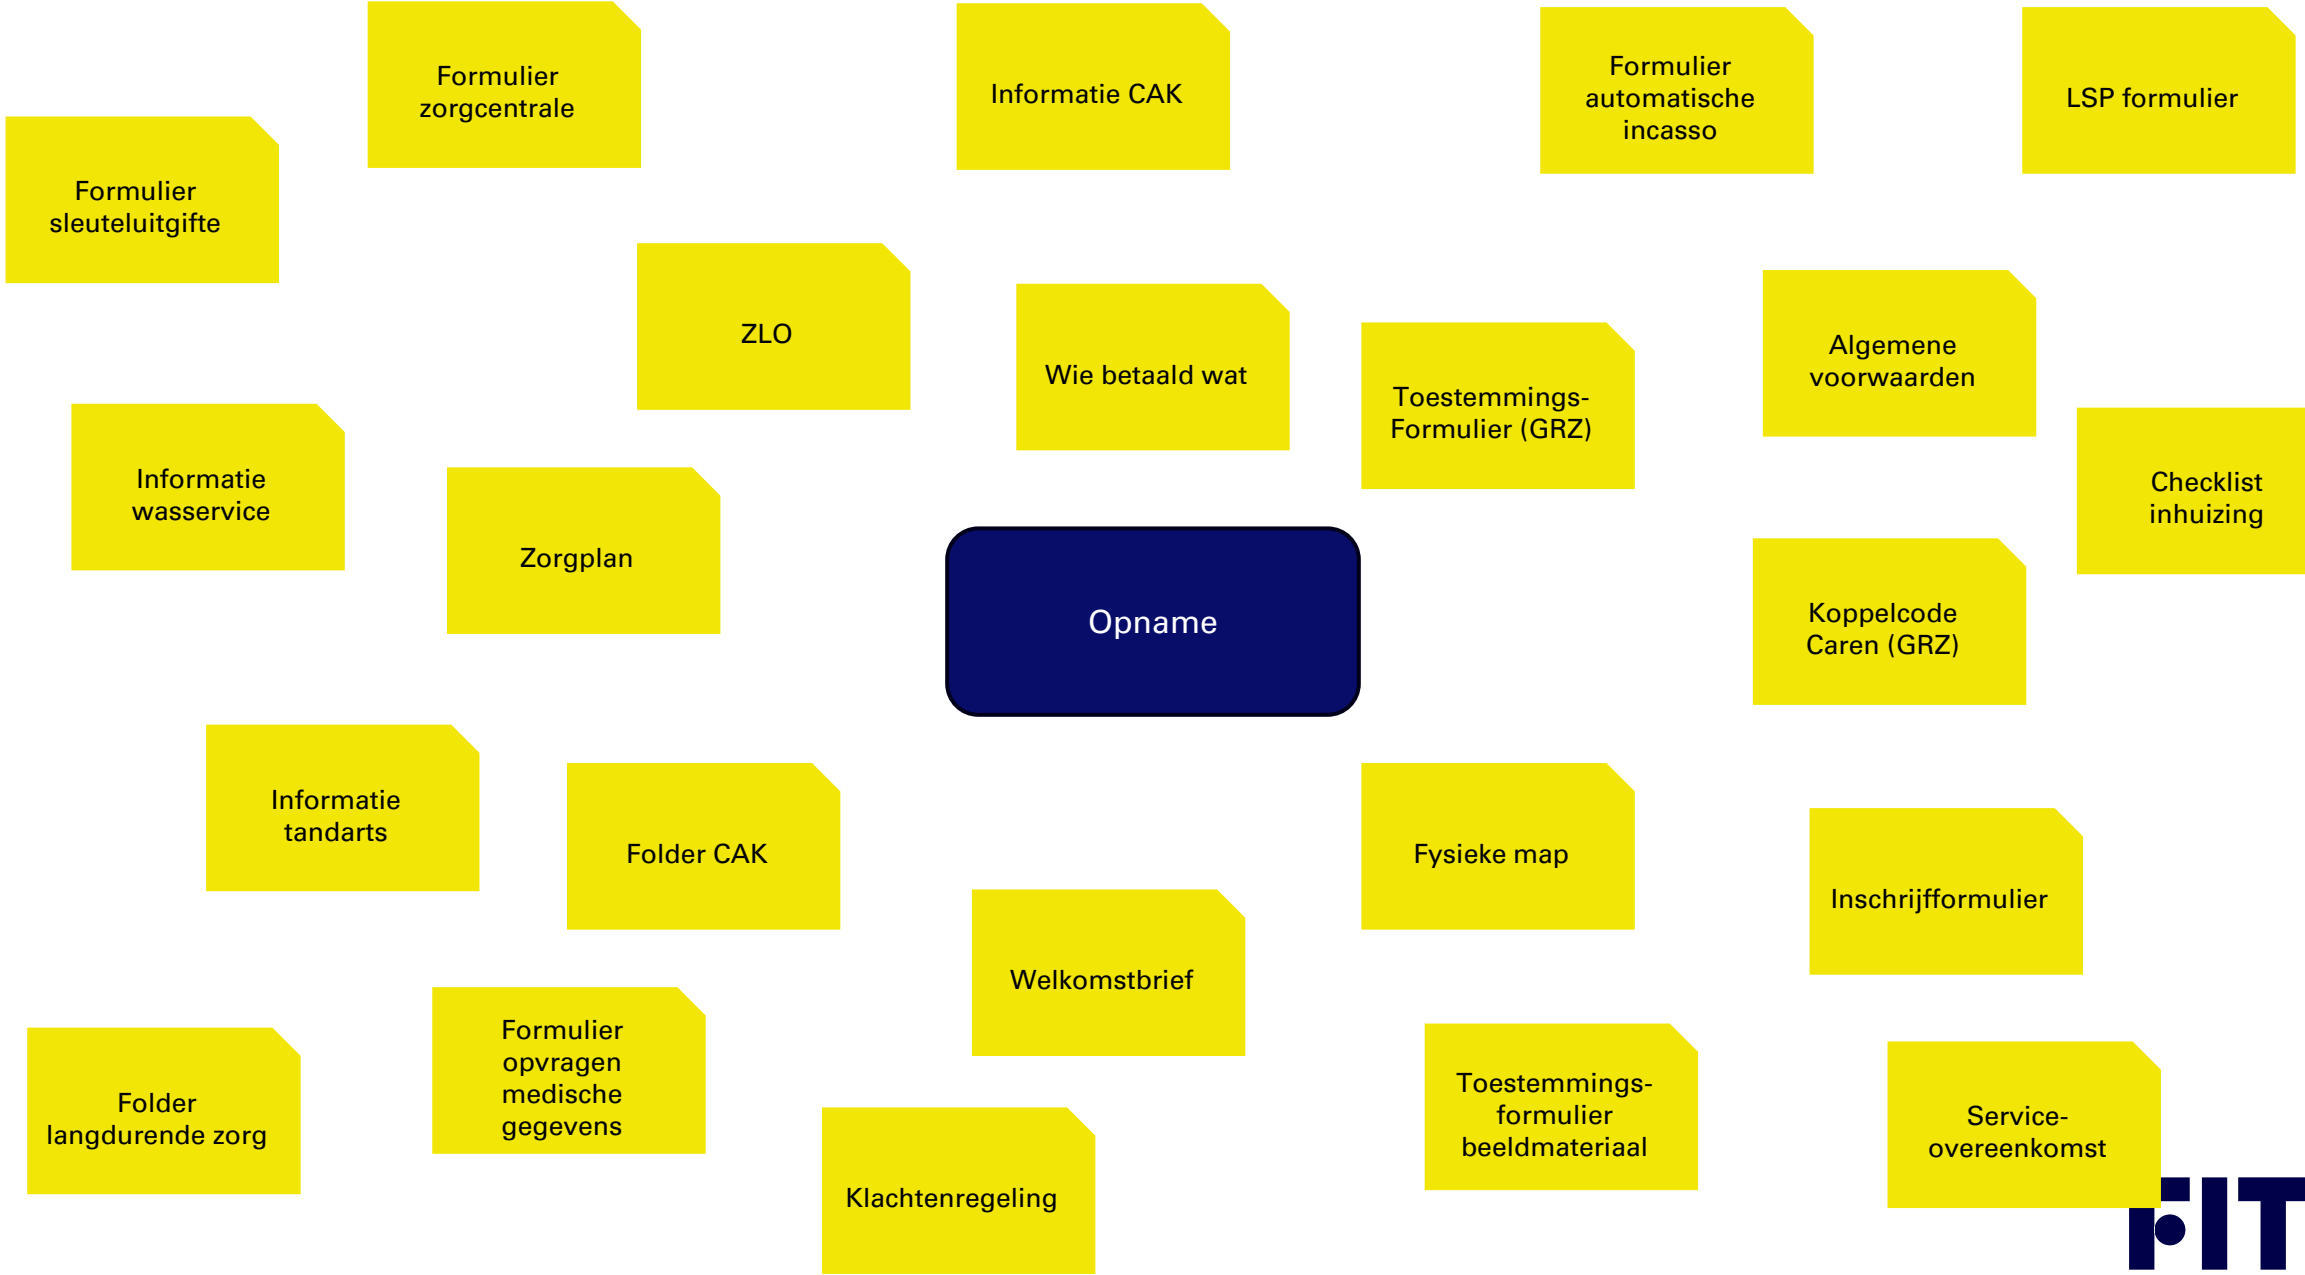 Formulier
zorgcentrale
Informatie CAK
Formulier
automatische
incasso
LSP formulier
Formulier
sleuteluitgifte
ZLO
Wie betaald wat
Toestemmings-
Formulier (GRZ)
Algemene
voorwaarden
Informatie
wasservice
Zorgplan
Checklist
inhuizing
Opname
Koppelcode
Caren (GRZ)
Informatie
tandarts
Folder CAK
Fysieke map
Inschrijfformulier
Welkomstbrief
Formulier
opvragen
medische
gegevens
Folder
langdurende zorg
Toestemmings-
formulier
beeldmateriaal
Service-
overeenkomst
Klachtenregeling
FIT